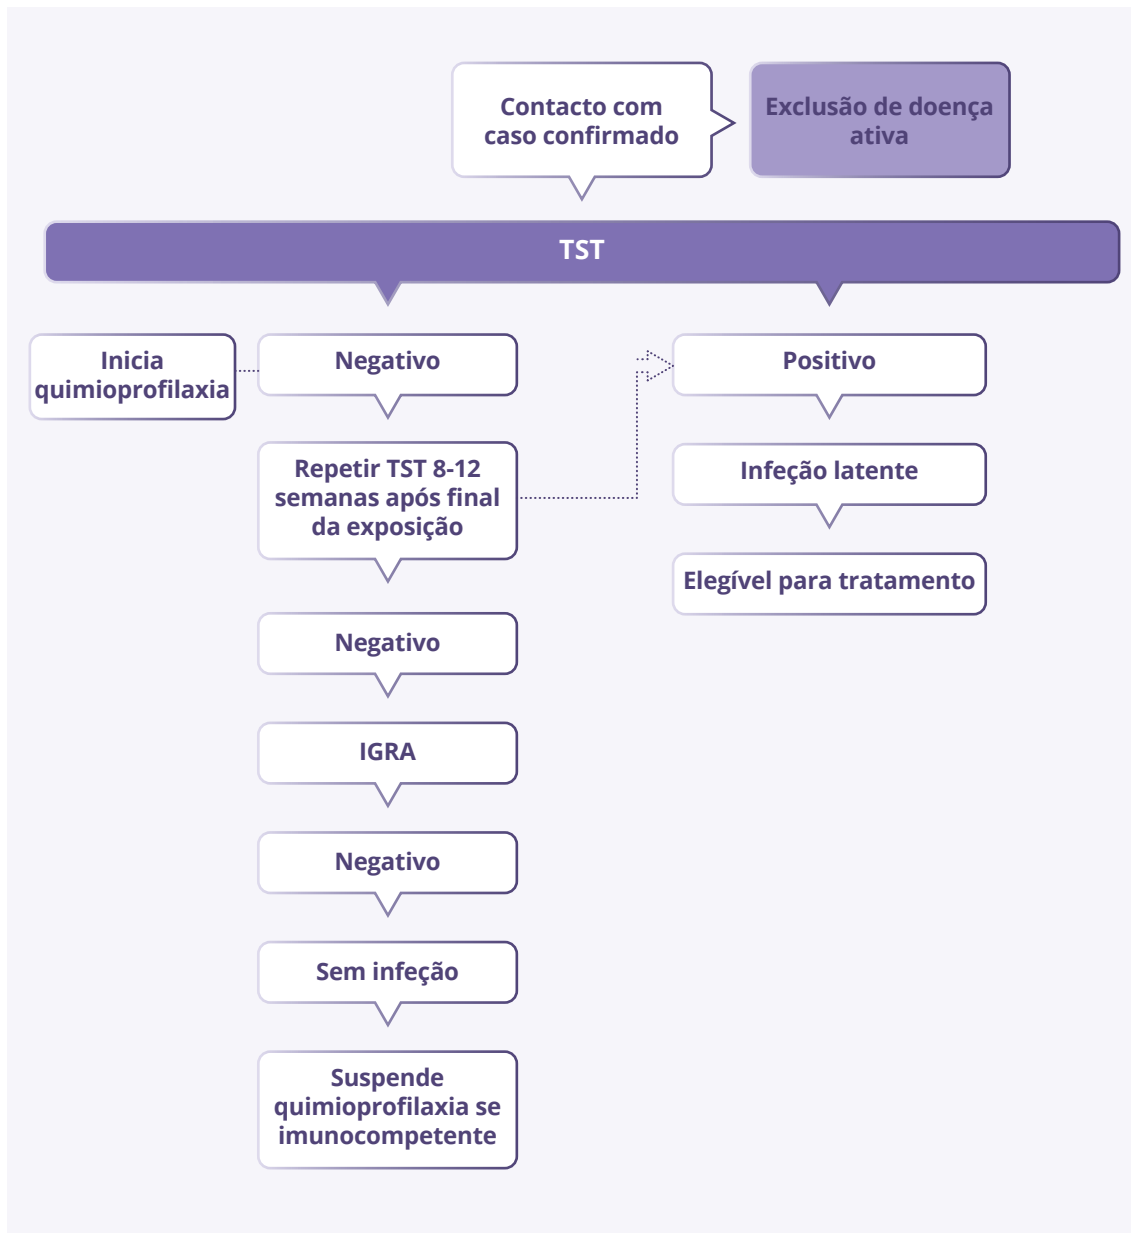 Contacto com
caso confirmado
Exclusão de doença
ativa
TST
Inicia
quimioprofilaxia
Negativo
Positivo
Repetir TST 8-12
semanas após final
da exposição
Infeção latente
Elegível para tratamento
Negativo
IGRA
Negativo
Sem infeção
Suspende
quimioprofilaxia se
imunocompetente